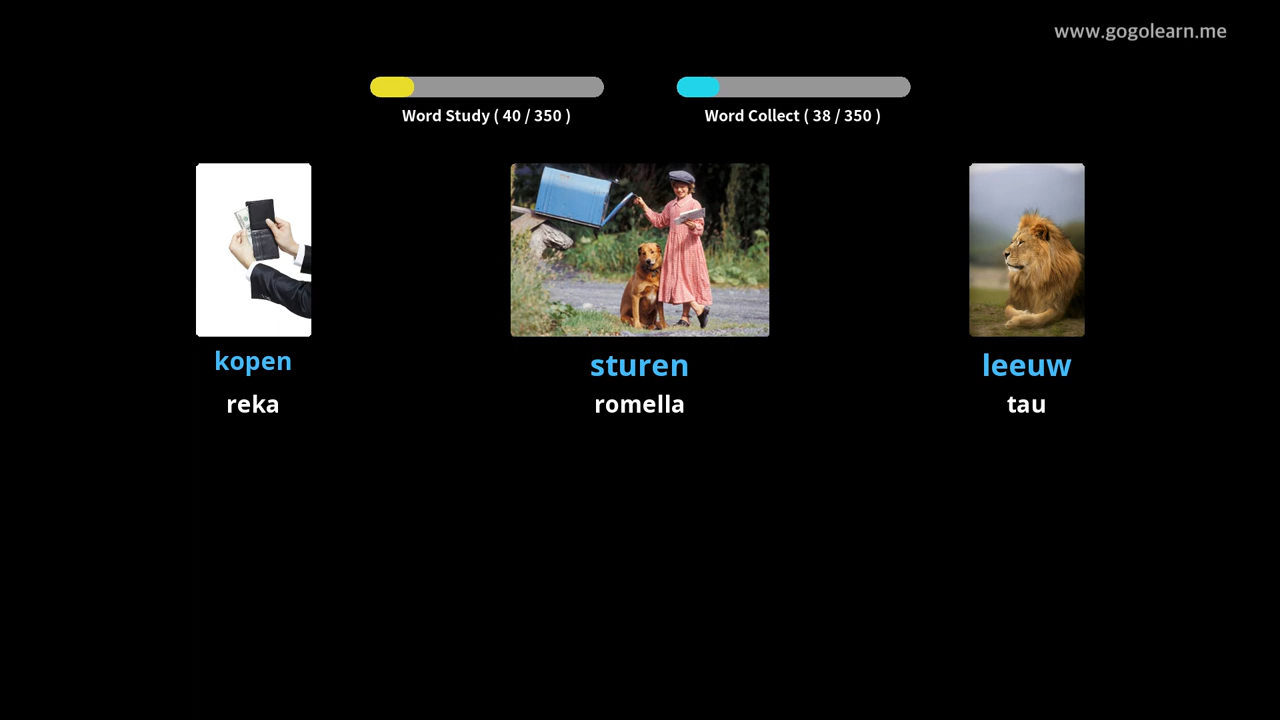 www.gogolearn.me
Word Study ( 40 / 350 )
Word Collect ( 38 / 350 )
kopen
sturen
leeuw
reka
romella
tau